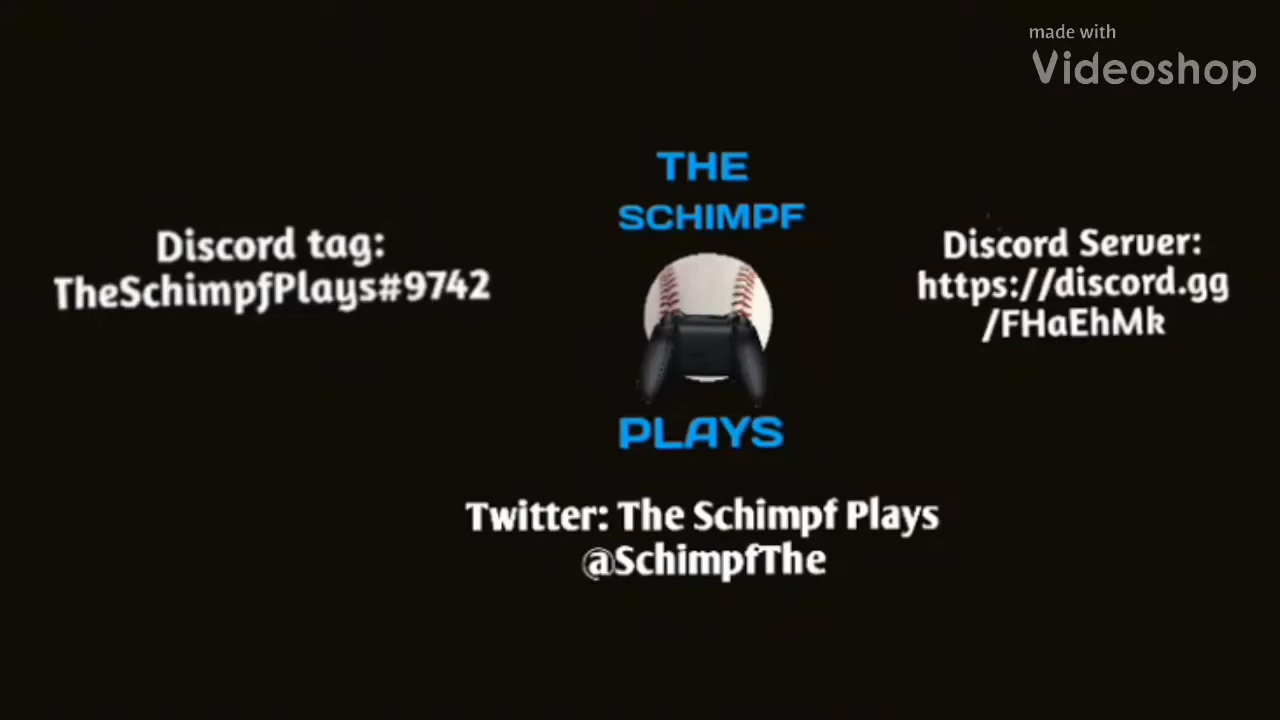 made with
Videoshop
THE
SCHIMPF
Discord tag:
TheSchimpfPlays#9742
Discord Server:
https://discord.gg
/FHaEhMk
PLAYS
Twitter: The Schimpf Plays
@SchimpfThe